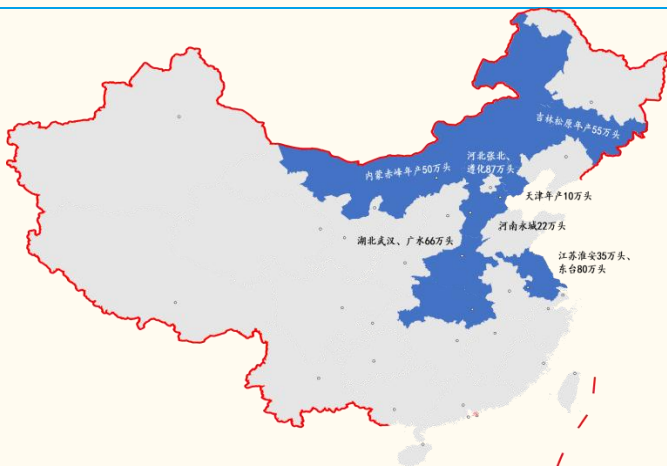 吉林松原年产55万头
河北张北、
遵化87万头
内蒙赤峰年产50万头
天津年产10万头
河南永城22万头
湖北武汉、广水66万头
江苏淮安35万头、
东台80万头